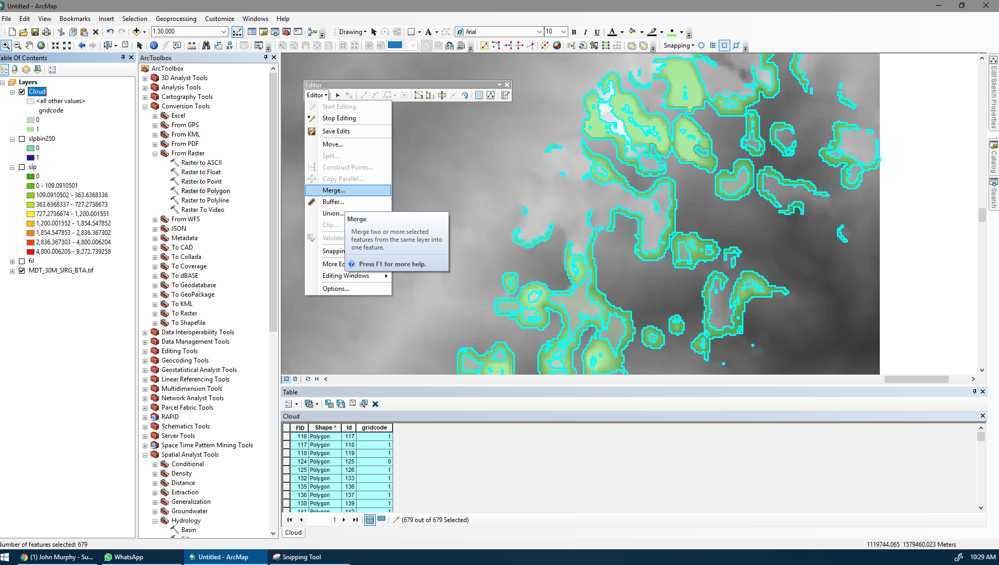 Untitled - ArcMap
File Edit View Bookmarks Insert Selection Geoprocessing Customize Windows Help
1:30,000
Drawing
A
Arial
10
B I U A
100%
Snapping
Table Of Contents
Layers
Cloud
<all other values>
gridcode
0
1
slpbin250
0
1
slp
0
0 - 109.0910501
109.0910502 - 363.6368336
363.6368337 - 727.2736673
727.2736674 - 1,200.001551
1,200.001552 - 1,854.547852
1,854.547853 - 2,836.367302
2,836.367303 - 4,800.006204
4,800.006205 - 9,272.739258
fil
MDT_30M_SIRG_BTA.tif
ArcToolbox
ArcToolbox
3D Analyst Tools
Analysis Tools
Cartography Tools
Conversion Tools
Excel
From GPS
From KML
From PDF
From Raster
Raster to ASCII
Raster to Float
Raster to Point
Raster to Polygon
Raster to Polyline
Raster To Video
From WFS
JSON
Metadata
To CAD
To Collada
To Coverage
To dBASE
To Geodatabase
To GeoPackage
To KML
To Raster
To Shapefile
Data Interoperability Tools
Data Management Tools
Editing Tools
Geocoding Tools
Geostatistical Analyst Tools
Linear Referencing Tools
Multidimension Tools
Network Analyst Tools
Parcel Fabric Tools
RAPID
Schematics Tools
Server Tools
Space Time Pattern Mining Tools
Spatial Analyst Tools
Conditional
Density
Distance
Extraction
Generalization
Groundwater
Hydrology
Basin
Editor
Editor
Start Editing
Stop Editing
Save Edits
Move...
Split...
Construct Points...
Copy Parallel...
Merge...
Buffer...
Union...
Clip...
Validate
Snappin
More Ed
Editing Windows
Options...
Merge
Merge two or more selected
features from the same layer into
one feature.
Press F1 for more help.
Edit Sketch Properties
Catalog
Search
Table
Cloud
FID Shape * Id gridcode
116 Polygon 117 1
117 Polygon 118 1
118 Polygon 119 1
124 Polygon 125 0
125 Polygon 126 1
132 Polygon 133 1
135 Polygon 136 1
136 Polygon 137 1
138 Polygon 139 1
141 Polygon 142 1
1
(679 out of 679 Selected)
Cloud
Number of features selected: 679
1119744.065 1579460.023 Meters
(1) John Murphy - Su...
WhatsApp
Untitled - ArcMap
Snipping Tool
10:29 AM